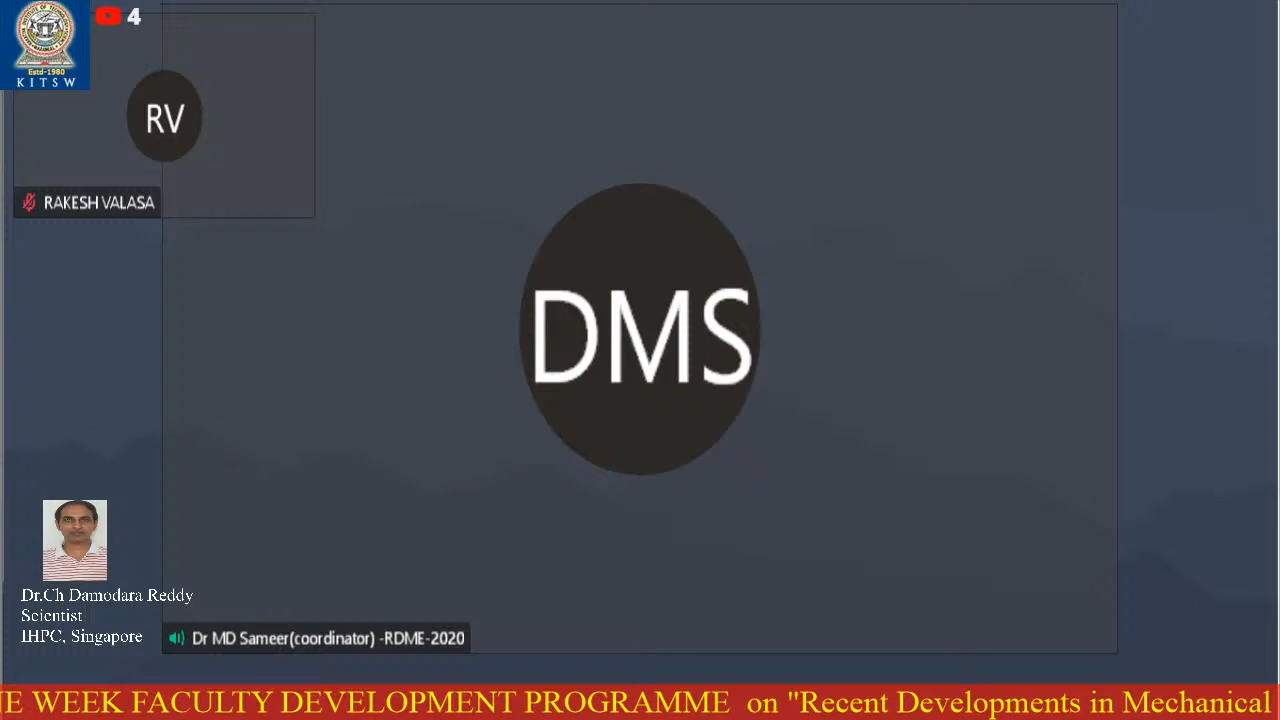 4
Estd-1980
KITSW
RV
RAKESH VALASA
DMS
Dr.Ch Damodara Reddy
Scientist
IHPC, Singapore
Dr MD Sameer(coordinator) -RDME-2020
WEEK FACULTY DEVELOPMENT PROGRAMME on "Recent Developments in Mechanical